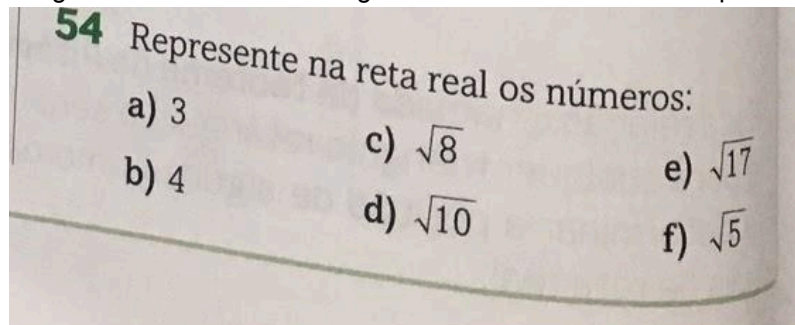 54 Represente na reta real os números:
a) 3
b) 4
c) √8
d) √10
e) √17
f) √5